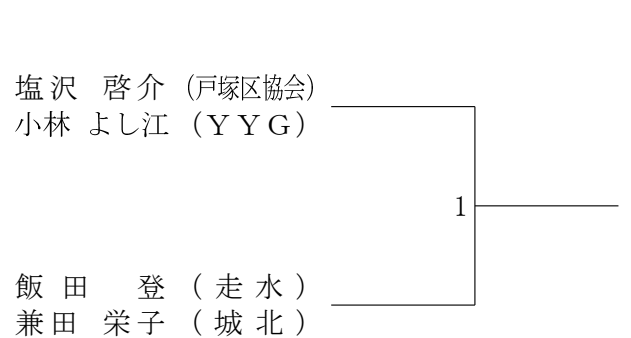 塩沢 啓介 (戸塚区協会)
小林 よし江 (ＹＹＧ)
1
飯田 登 (走水)
兼田 栄子 (城北)